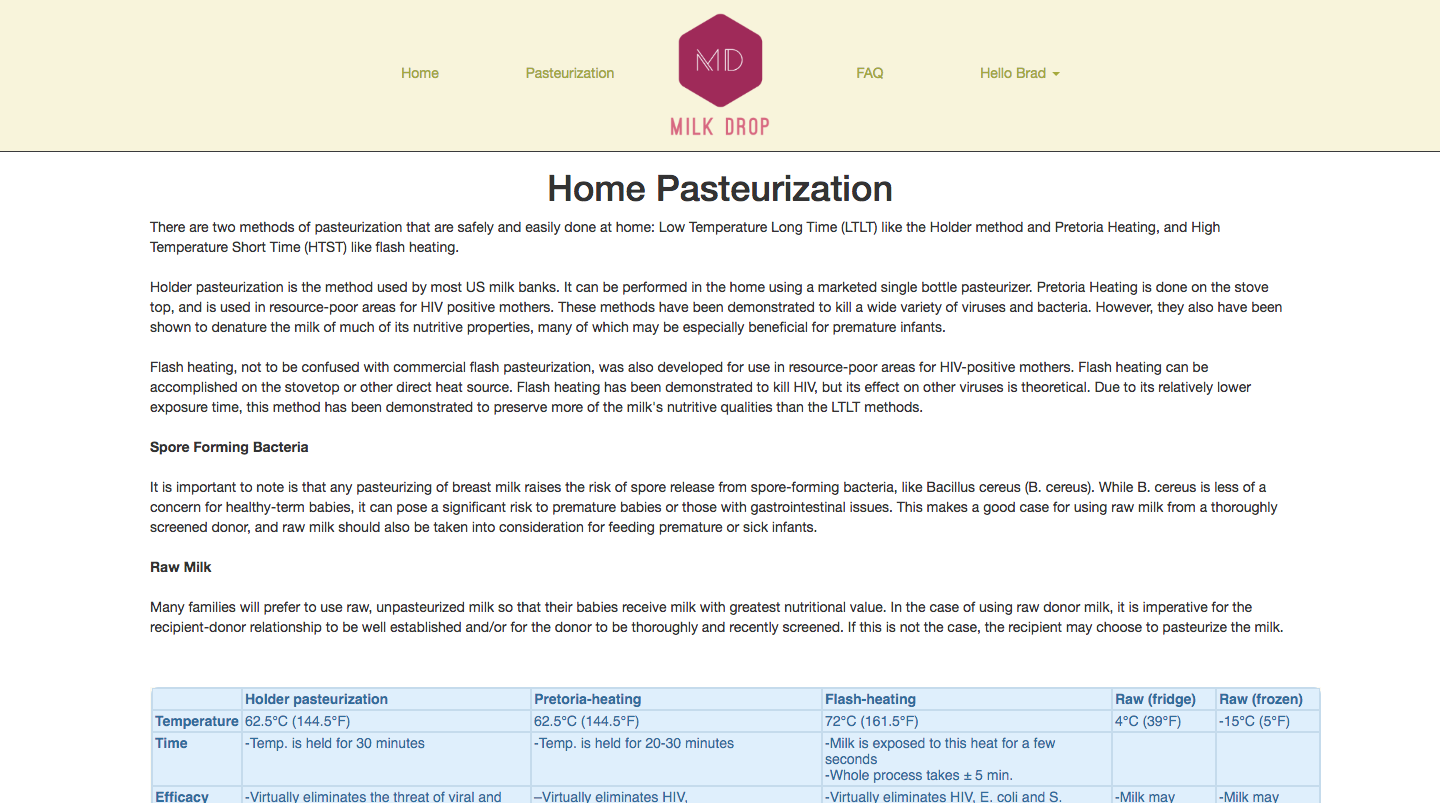 Home
Pasteurization
MD
MILK DROP
FAQ
Hello Brad
Home Pasteurization
There are two methods of pasteurization that are safely and easily done at home: Low Temperature Long Time (LTLT) like the Holder method and Pretoria Heating, and High
Temperature Short Time (HTST) like flash heating.
Holder pasteurization is the method used by most US milk banks. It can be performed in the home using a marketed single bottle pasteurizer. Pretoria Heating is done on the stove
top, and is used in resource-poor areas for HIV positive mothers. These methods have been demonstrated to kill a wide variety of viruses and bacteria. However, they also have been
shown to denature the milk of much of its nutritive properties, many of which may be especially beneficial for premature infants.
Flash heating, not to be confused with commercial flash pasteurization, was also developed for use in resource-poor areas for HIV-positive mothers. Flash heating can be
accomplished on the stovetop or other direct heat source. Flash heating has been demonstrated to kill HIV, but its effect on other viruses is theoretical. Due to its relatively lower
exposure time, this method has been demonstrated to preserve more of the milk's nutritive qualities than the LTLT methods.
Spore Forming Bacteria
It is important to note is that any pasteurizing of breast milk raises the risk of spore release from spore-forming bacteria, like Bacillus cereus (B. cereus). While B. cereus is less of a
concern for healthy-term babies, it can pose a significant risk to premature babies or those with gastrointestinal issues. This makes a good case for using raw milk from a thoroughly
screened donor, and raw milk should also be taken into consideration for feeding premature or sick infants.
Raw Milk
Many families will prefer to use raw, unpasteurized milk so that their babies receive milk with greatest nutritional value. In the case of using raw donor milk, it is imperative for the
recipient-donor relationship to be well established and/or for the donor to be thoroughly and recently screened. If this is not the case, the recipient may choose to pasteurize the milk.
Holder pasteurization Pretoria-heating Flash-heating Raw (fridge) Raw (frozen)
Temperature 62.5°C (144.5°F) 62.5°C (144.5°F) 72°C (161.5°F) 4°C (39°F) -15°C (5°F)
Time -Temp. is held for 30 minutes -Temp. is held for 20-30 minutes -Milk is exposed to this heat for a few
seconds
-Whole process takes ± 5 min.
Efficacy -Virtually eliminates the threat of viral and –Virtually eliminates HIV, -Virtually eliminates HIV, E. coli and S. -Milk may -Milk may